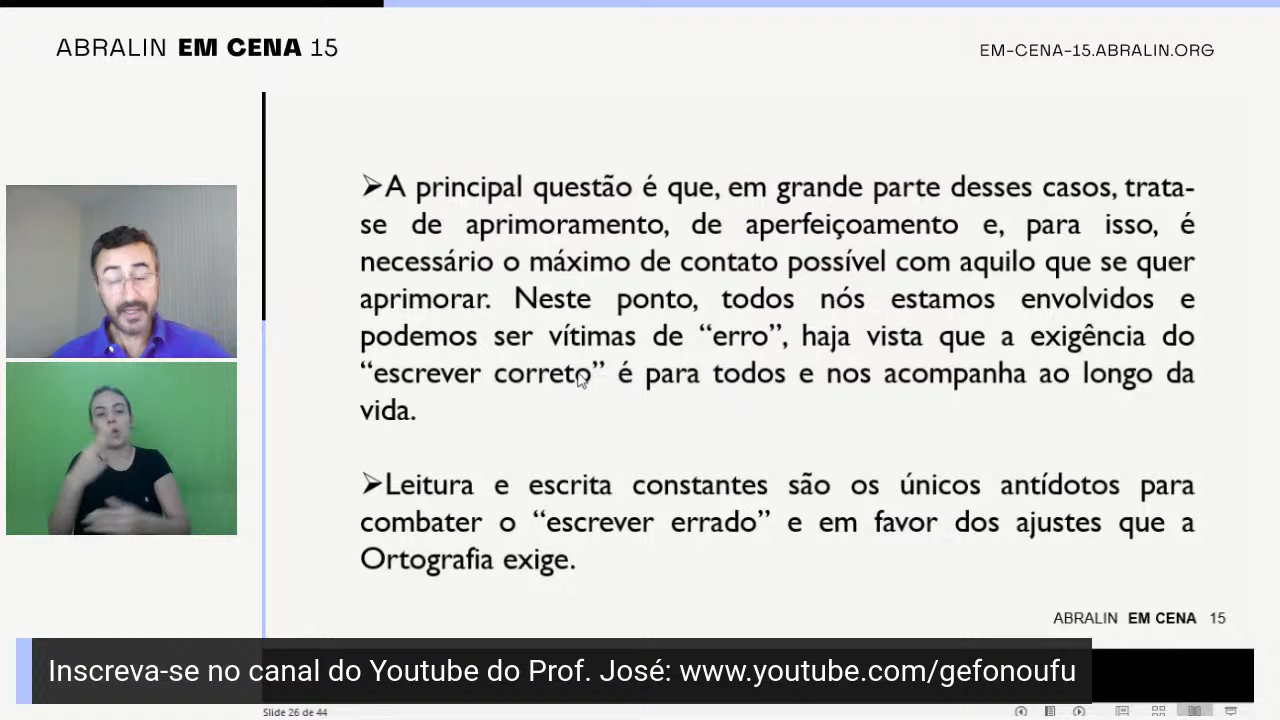 ABRALIN EM CENA 15
EM-CENA-15.ABRALIN.ORG
➢A principal questão é que, em grande parte desses casos, trata-
se de aprimoramento, de aperfeiçoamento e, para isso, é
necessário o máximo de contato possível com aquilo que se quer
aprimorar. Neste ponto, todos nós estamos envolvidos e
podemos ser vítimas de “erro”, haja vista que a exigência do
“escrever correto” é para todos e nos acompanha ao longo da
vida.
➢Leitura e escrita constantes são os únicos antídotos para
combater o “escrever errado” e em favor dos ajustes que a
Ortografia exige.
ABRALIN EM CENA 15
Inscreva-se no canal do Youtube do Prof. José: www.youtube.com/gefonoufu
Slide 26 de 44